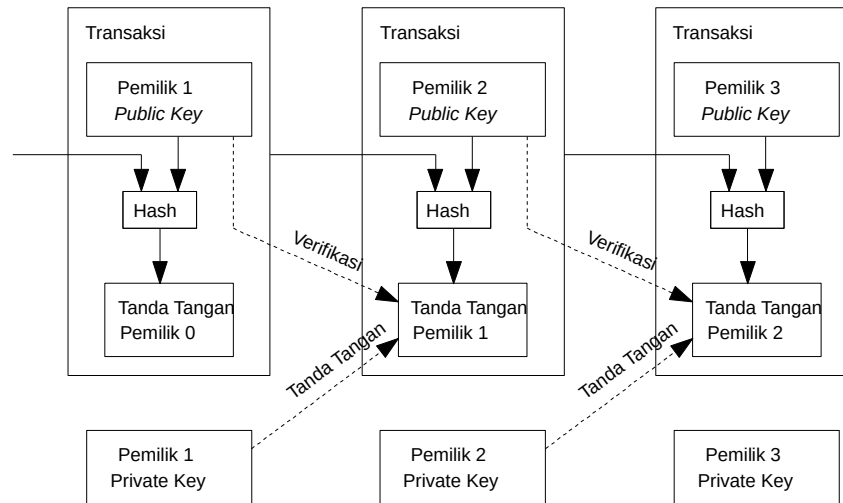 Transaksi
Pemilik 1
Public Key
Hash
Tanda Tangan
Pemilik 0
Transaksi
Pemilik 2
Public Key
Hash
Tanda Tangan
Pemilik 1
Transaksi
Pemilik 3
Public Key
Hash
Tanda Tangan
Pemilik 2
Verifikasi
Verifikasi
Tanda Tangan
Tanda Tangan
Pemilik 1
Private Key
Pemilik 2
Private Key
Pemilik 3
Private Key